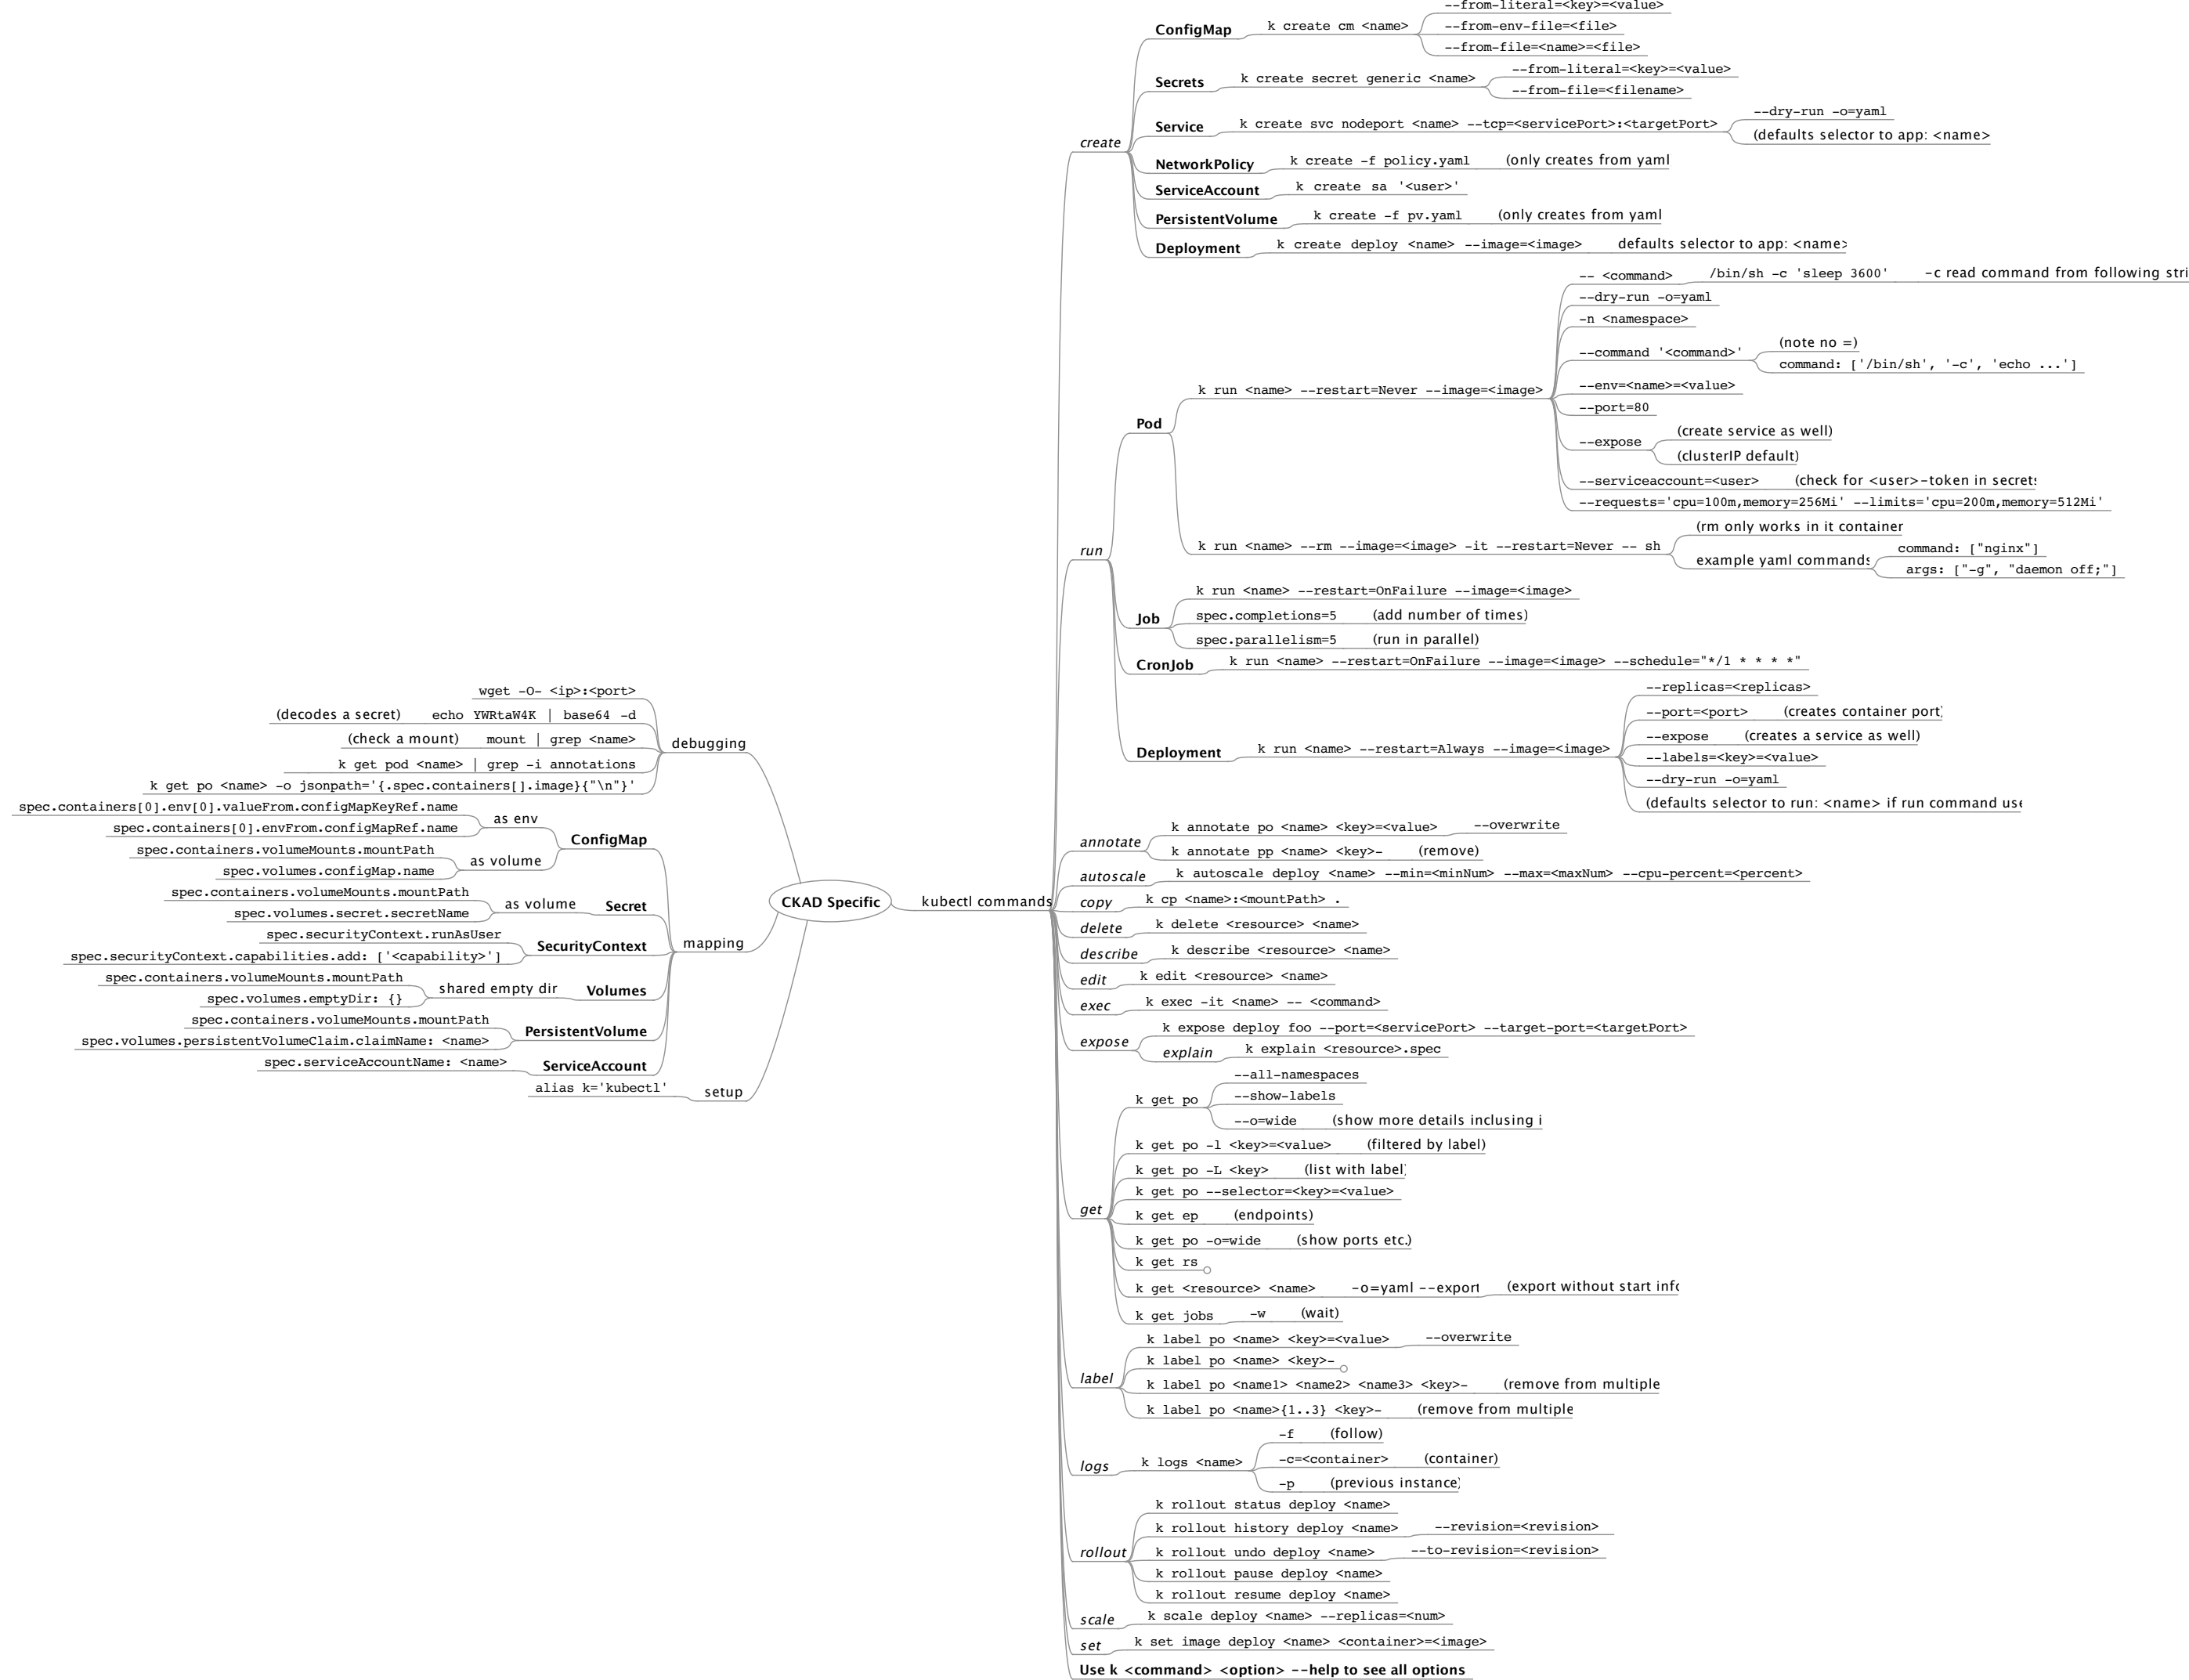 CKAD Specific
debugging
wget -O- <ip>:<port>
echo YWRtaW4K | base64 -d
(decodes a secret)
mount | grep <name>
(check a mount)
k get pod <name> | grep -i annotations
k get po <name> -o jsonpath='{.spec.containers[].image}{"\n"}'
mapping
ConfigMap
as env
spec.containers[0].env[0].valueFrom.configMapKeyRef.name
spec.containers[0].envFrom.configMapRef.name
as volume
spec.containers.volumeMounts.mountPath
spec.volumes.configMap.name
Secret
as volume
spec.containers.volumeMounts.mountPath
spec.volumes.secret.secretName
SecurityContext
spec.securityContext.runAsUser
spec.securityContext.capabilities.add: ['<capability>']
Volumes
shared empty dir
spec.containers.volumeMounts.mountPath
spec.volumes.emptyDir: {}
PersistentVolume
spec.containers.volumeMounts.mountPath
spec.volumes.persistentVolumeClaim.claimName: <name>
ServiceAccount
spec.serviceAccountName: <name>
setup
alias k='kubectl'
kubectl commands
create
ConfigMap
k create cm <name>
--from-literal=<key>=<value>
--from-env-file=<file>
--from-file=<name>=<file>
Secrets
k create secret generic <name>
--from-literal=<key>=<value>
--from-file=<filename>
Service
k create svc nodeport <name> --tcp=<servicePort>:<targetPort>
--dry-run -o=yaml
(defaults selector to app: <name>
NetworkPolicy
k create -f policy.yaml
(only creates from yaml
ServiceAccount
k create sa '<user>'
PersistentVolume
k create -f pv.yaml
(only creates from yaml
Deployment
k create deploy <name> --image=<image>
defaults selector to app: <name>
run
Pod
k run <name> --restart=Never --image=<image>
-- <command>
/bin/sh -c 'sleep 3600'
-c read command from following stri
--dry-run -o=yaml
-n <namespace>
--command '<command>'
(note no =)
command: ['/bin/sh', '-c', 'echo ...']
--env=<name>=<value>
--port=80
--expose
(create service as well)
(clusterIP default)
--serviceaccount=<user>
(check for <user>-token in secrets
--requests='cpu=100m,memory=256Mi' --limits='cpu=200m,memory=512Mi'
k run <name> --rm --image=<image> -it --restart=Never -- sh
(rm only works in it container
example yaml commands
command: ["nginx"]
args: ["-g", "daemon off;"]
Job
k run <name> --restart=OnFailure --image=<image>
spec.completions=5
(add number of times)
spec.parallelism=5
(run in parallel)
CronJob
k run <name> --restart=OnFailure --image=<image> --schedule="*/1 * * * *"
Deployment
k run <name> --restart=Always --image=<image>
--replicas=<replicas>
--port=<port>
(creates container port)
--expose
(creates a service as well)
--labels=<key>=<value>
--dry-run -o=yaml
(defaults selector to run: <name> if run command use
annotate
k annotate po <name> <key>=<value>
--overwrite
k annotate pp <name> <key>-
(remove)
autoscale
k autoscale deploy <name> --min=<minNum> --max=<maxNum> --cpu-percent=<percent>
copy
k cp <name>:<mountPath> .
delete
k delete <resource> <name>
describe
k describe <resource> <name>
edit
k edit <resource> <name>
exec
k exec -it <name> -- <command>
expose
k expose deploy foo --port=<servicePort> --target-port=<targetPort>
explain
k explain <resource>.spec
get
k get po
--all-namespaces
--show-labels
--o=wide
(show more details inclusing i
k get po -l <key>=<value>
(filtered by label)
k get po -L <key>
(list with label)
k get po --selector=<key>=<value>
k get ep
(endpoints)
k get po -o=wide
(show ports etc.)
k get rs
k get <resource> <name>
-o=yaml --export
(export without start info
k get jobs
-w
(wait)
label
k label po <name> <key>=<value>
--overwrite
k label po <name> <key>-
k label po <name1> <name2> <name3> <key>-
(remove from multiple
k label po <name>{1..3} <key>-
(remove from multiple
logs
k logs <name>
-f
(follow)
-c=<container>
(container)
-p
(previous instance)
rollout
k rollout status deploy <name>
k rollout history deploy <name>
--revision=<revision>
k rollout undo deploy <name>
--to-revision=<revision>
k rollout pause deploy <name>
k rollout resume deploy <name>
scale
k scale deploy <name> --replicas=<num>
set
k set image deploy <name> <container>=<image>
Use k <command> <option> --help to see all options